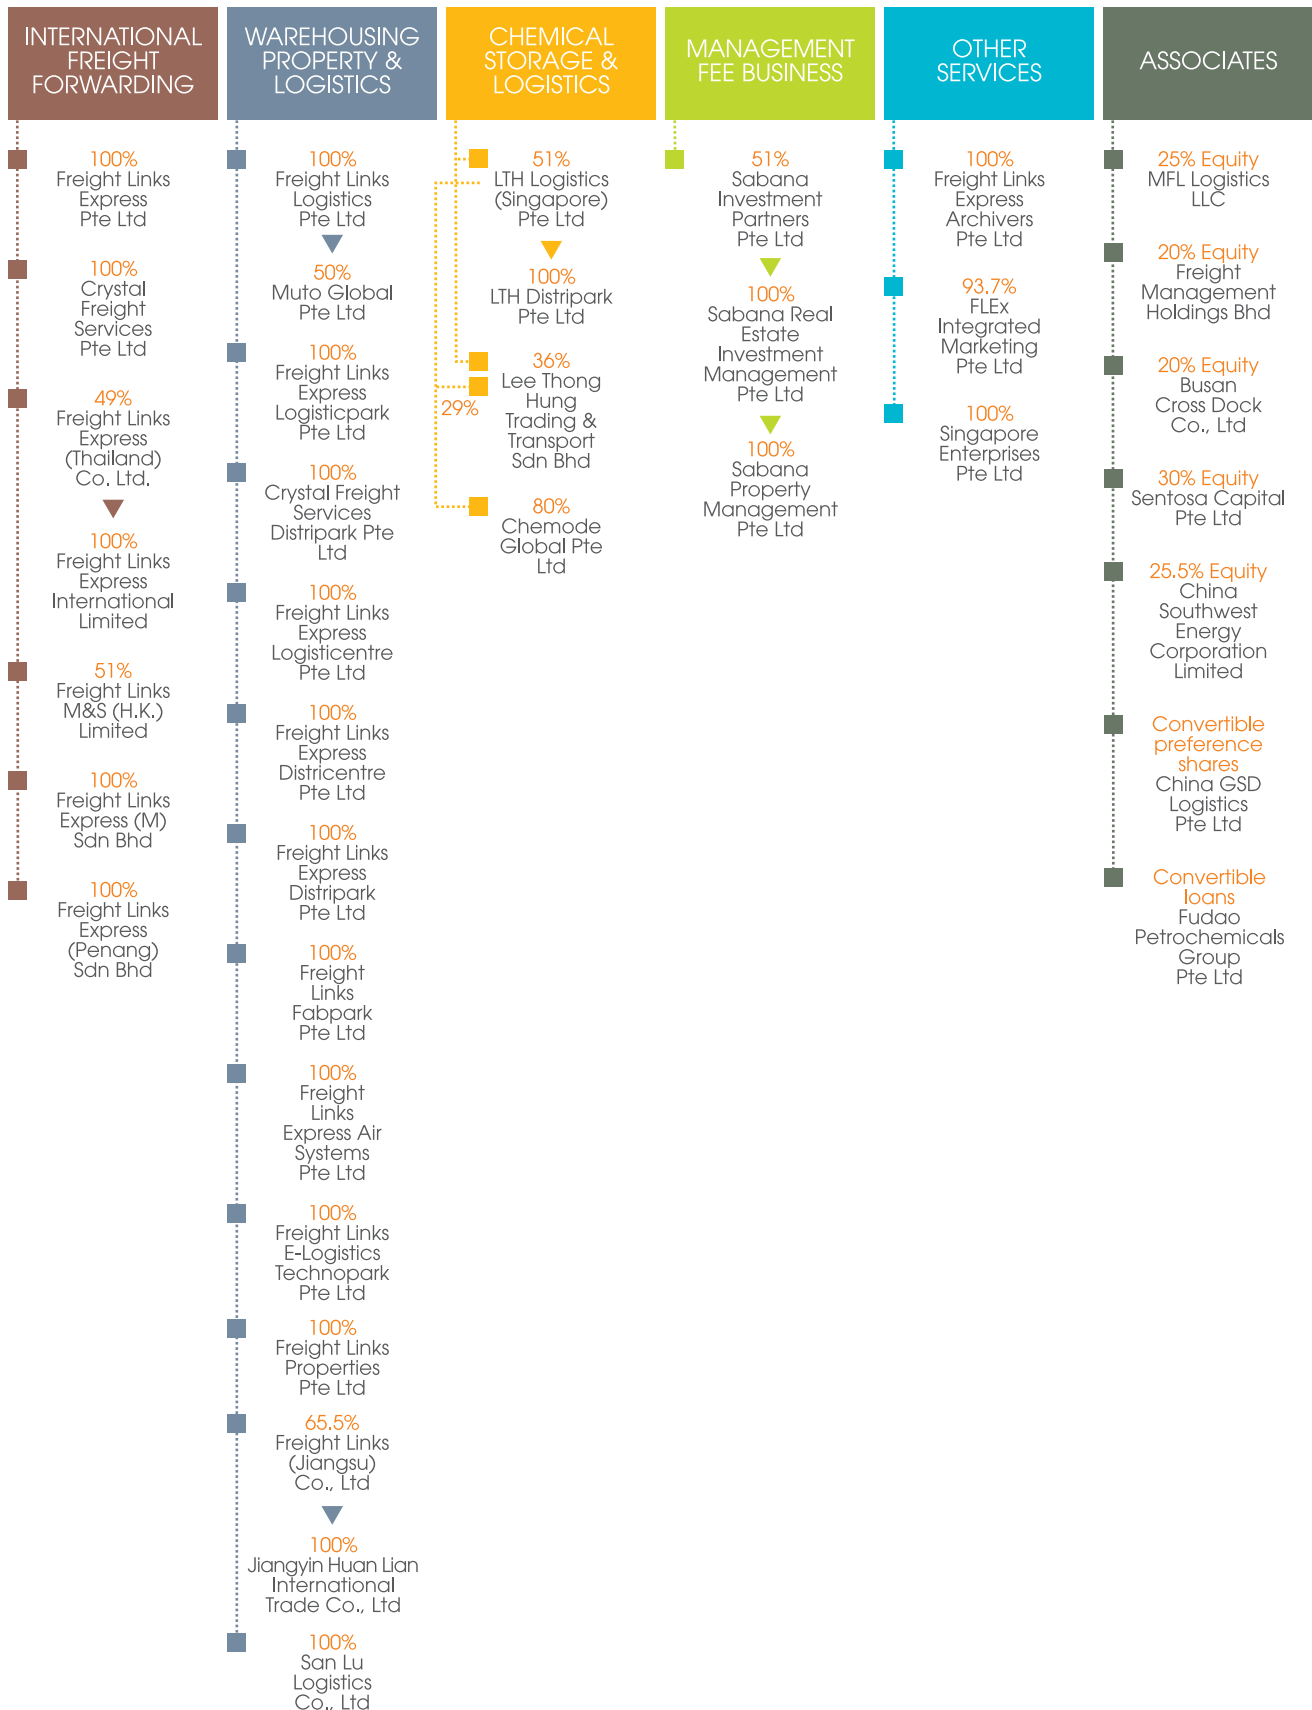 INTERNATIONAL
FREIGHT
FORWARDING
100%
Freight Links
Express
Pte Ltd
100%
Crystal
Freight
Services
Pte Ltd
49%
Freight Links
Express
(Thailand)
Co. Ltd.
100%
Freight Links
Express
International
Limited
51%
Freight Links
M&S (H.K.)
Limited
100%
Freight Links
Express (M)
Sdn Bhd
100%
Freight Links
Express
(Penang)
Sdn Bhd
WAREHOUSING
PROPERTY &
LOGISTICS
100%
Freight Links
Logistics
Pte Ltd
50%
Muto Global
Pte Ltd
100%
Freight Links
Express
Logisticpark
Pte Ltd
100%
Crystal Freight
Services
Distripark Pte
Ltd
100%
Freight Links
Express
Logisticentre
Pte Ltd
100%
Freight Links
Express
Districentre
Pte Ltd
100%
Freight Links
Express
Distripark
Pte Ltd
100%
Freight
Links
Fabpark
Pte Ltd
100%
Freight
Links
Express Air
Systems
Pte Ltd
100%
Freight Links
E-Logistics
Technopark
Pte Ltd
100%
Freight Links
Properties
Pte Ltd
65.5%
Freight Links
(Jiangsu)
Co., Ltd
100%
Jiangyin Huan Lian
International
Trade Co., Ltd
100%
San Lu
Logistics
Co., Ltd
CHEMICAL
STORAGE &
LOGISTICS
51%
LTH Logistics
(Singapore)
Pte Ltd
100%
LTH Distripark
Pte Ltd
36%
29%
Lee Thong
Hung
Trading &
Transport
Sdn Bhd
80%
Chemode
Global Pte
Ltd
MANAGEMENT
FEE BUSINESS
51%
Sabana
Investment
Partners
Pte Ltd
100%
Sabana Real
Estate
Investment
Management
Pte Ltd
100%
Sabana
Property
Management
Pte Ltd
OTHER
SERVICES
100%
Freight Links
Express
Archivers
Pte Ltd
93.7%
FLEx
Integrated
Marketing
Pte Ltd
100%
Singapore
Enterprises
Pte Ltd
ASSOCIATES
25% Equity
MFL Logistics
LLC
20% Equity
Freight
Management
Holdings Bhd
20% Equity
Busan
Cross Dock
Co., Ltd
30% Equity
Sentosa Capital
Pte Ltd
25.5% Equity
China
Southwest
Energy
Corporation
Limited
Convertible
preference
shares
China GSD
Logistics
Pte Ltd
Convertible
loans
Fudao
Petrochemicals
Group
Pte Ltd